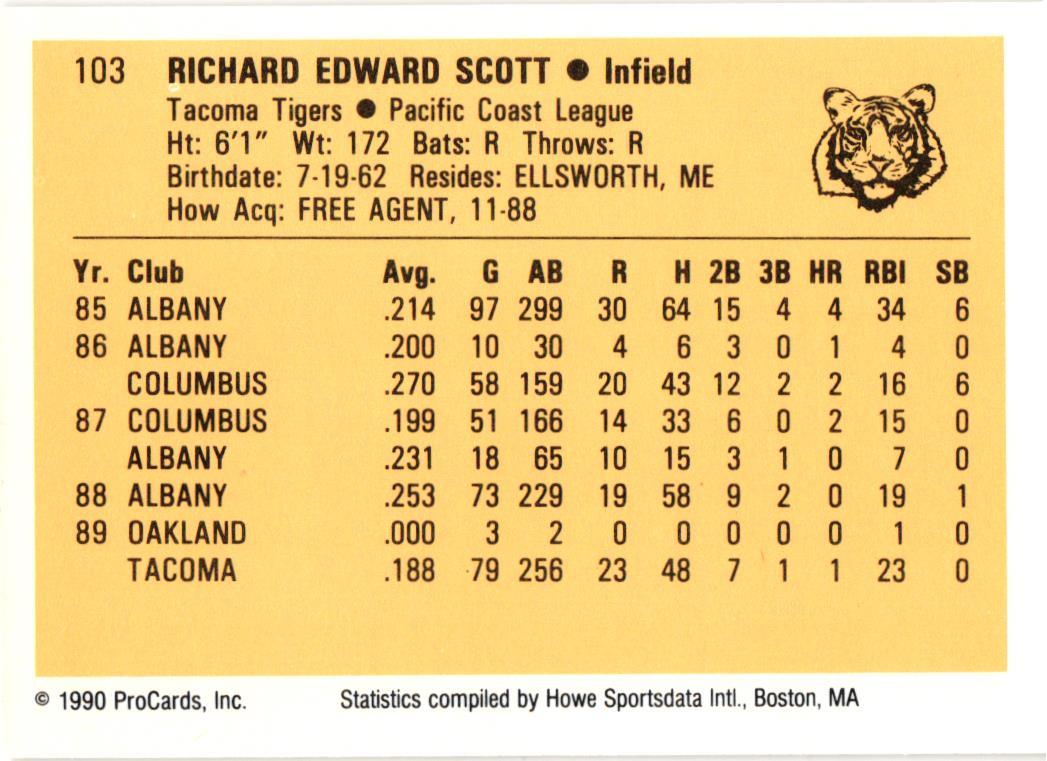 103 RICHARD EDWARD SCOTT ● Infield
Tacoma Tigers ● Pacific Coast League
Ht: 6'1" Wt: 172 Bats: R Throws: R
Birthdate: 7-19-62 Resides: ELLSWORTH, ME
How Acq: FREE AGENT, 11-88
Yr. Club Avg. G AB R H 2B 3B HR RBI SB
85 ALBANY .214 97 299 30 64 15 4 4 34 6
86 ALBANY .200 10 30 4 6 3 0 1 4 0
COLUMBUS .270 58 159 20 43 12 2 2 16 6
87 COLUMBUS .199 51 166 14 33 6 0 2 15 0
ALBANY .231 18 65 10 15 3 1 0 7 0
88 ALBANY .253 73 229 19 58 9 2 0 19 1
89 OAKLAND .000 3 2 0 0 0 0 0 1 0
TACOMA .188 79 256 23 48 7 1 1 23 0
© 1990 ProCards, Inc. Statistics compiled by Howe Sportsdata Intl., Boston, MA